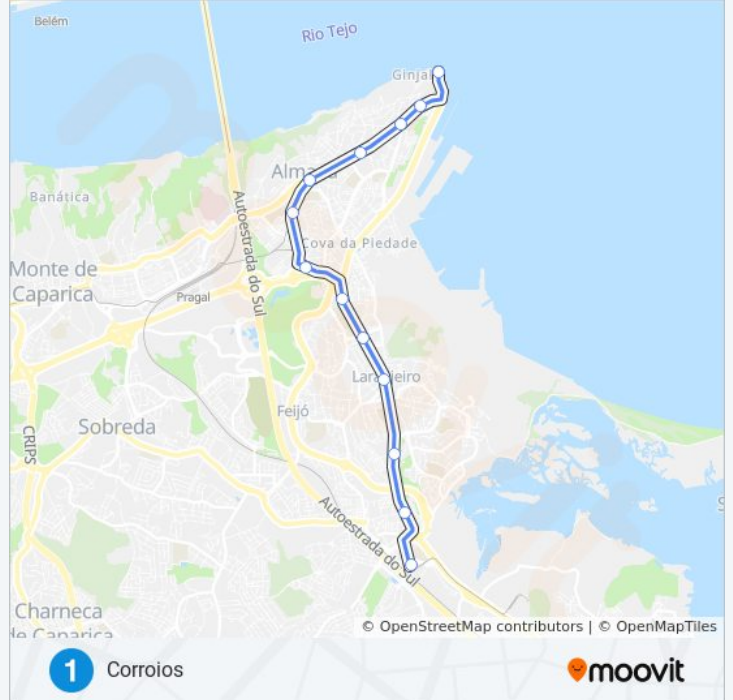 Belém
Rio Tejo
Ginjal
Almada
Banática
Autoestrada do Sul
Cova da Piedade
Monte de
Caparica
Pragal
Laranjeiro
Feijó
Sobreda
CRIPS
Autoestrada do Sul
Charneca
de Caparica
© OpenStreetMap contributors | © OpenMapTiles
1 Corroios
moovit